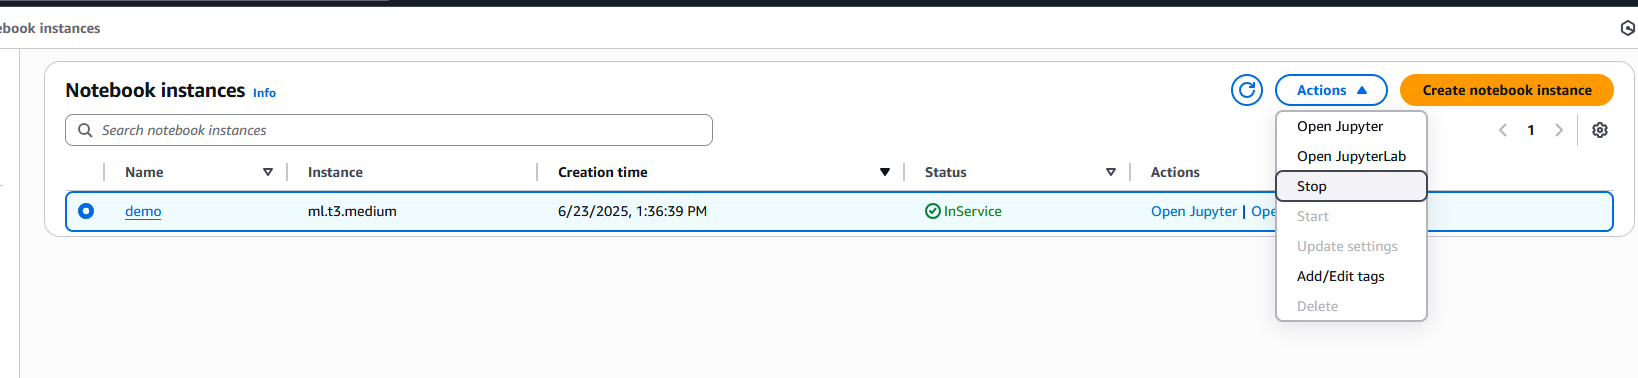 ebook instances
Notebook instances Info
Actions
Create notebook instance
Search notebook instances
1
Name Instance Creation time Status Actions
demo ml.t3.medium 6/23/2025, 1:36:39 PM InService Open Jupyter | Ope
Open Jupyter
Open JupyterLab
Stop
Start
Update settings
Add/Edit tags
Delete